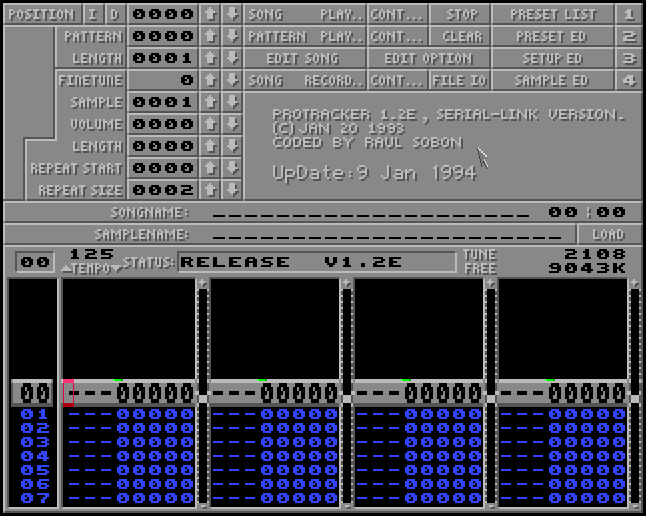 POSITION I D 0000 SONG PLAY.. CONT... STOP PRESET LIST 1
PATTERN 0000 PATTERN PLAY.. CONT... CLEAR PRESET ED 2
LENGTH 0001 EDIT SONG EDIT OPTION SETUP ED 3
FINETUNE 0 SONG RECORD.. CONT... FILE IO SAMPLE ED 4
SAMPLE 0001
VOLUME 0000
LENGTH 0000
REPEAT START 0000
REPEAT SIZE 0002
PROTRACKER 1.2E , SERIAL-LINK VERSION.
(C)JAN 20 1993
CODED BY RAUL SOBON
UpDate:9 Jan 1994
SONGNAME: ____________________ 00:00
SAMPLENAME: ______________________ LOAD
00 125 TEMPO STATUS: RELEASE V1.2E TUNE 2108
FREE 9043K
00 ---00000 ---00000 ---00000 ---00000
01 ---00000 ---00000 ---00000 ---00000
02 ---00000 ---00000 ---00000 ---00000
03 ---00000 ---00000 ---00000 ---00000
04 ---00000 ---00000 ---00000 ---00000
05 ---00000 ---00000 ---00000 ---00000
06 ---00000 ---00000 ---00000 ---00000
07 ---00000 ---00000 ---00000 ---00000